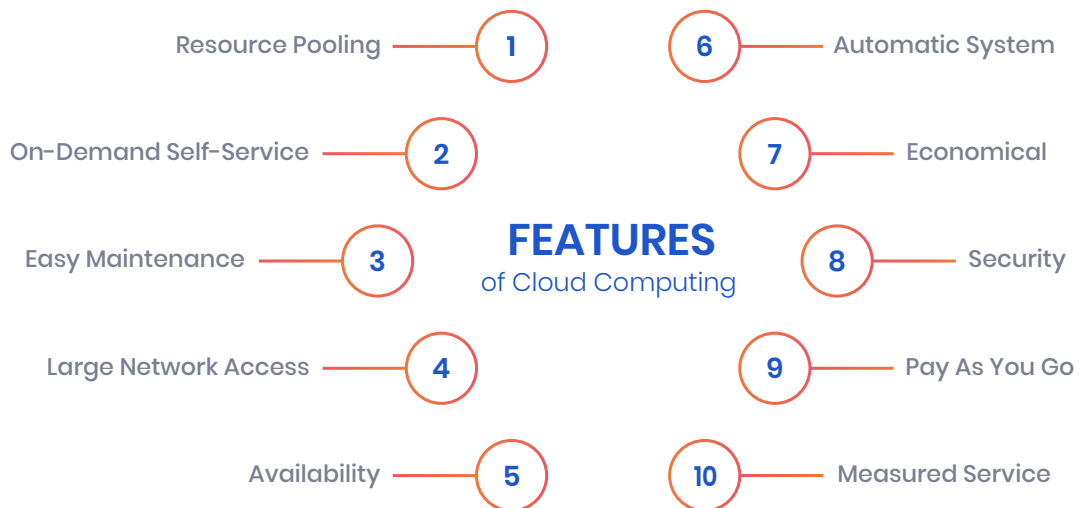 FEATURES
of Cloud Computing
Resource Pooling 1
On-Demand Self-Service 2
Easy Maintenance 3
Large Network Access 4
Availability 5
6 Automatic System
7 Economical
8 Security
9 Pay As You Go
10 Measured Service